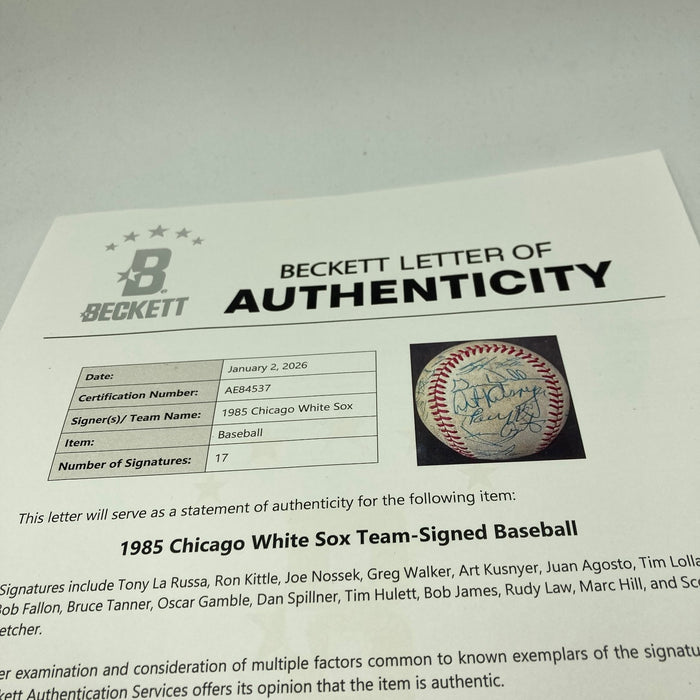 BECKETT LETTER OF
AUTHENTICITY
B
BECKETT
Date: January 2, 2026
Certification Number: AE84537
Signer(s)/ Team Name: 1985 Chicago White Sox
Item: Baseball
Number of Signatures: 17
This letter will serve as a statement of authenticity for the following item:
1985 Chicago White Sox Team-Signed Baseball
Signatures include Tony La Russa, Ron Kittle, Joe Nossek, Greg Walker, Art Kusnyer, Juan Agosto, Tim Lolla
ob Fallon, Bruce Tanner, Oscar Gamble, Dan Spillner, Tim Hulett, Bob James, Rudy Law, Marc Hill, and Sc
etcher.
er examination and consideration of multiple factors common to known exemplars of the signatu
kett Authentication Services offers its opinion that the item is authentic.